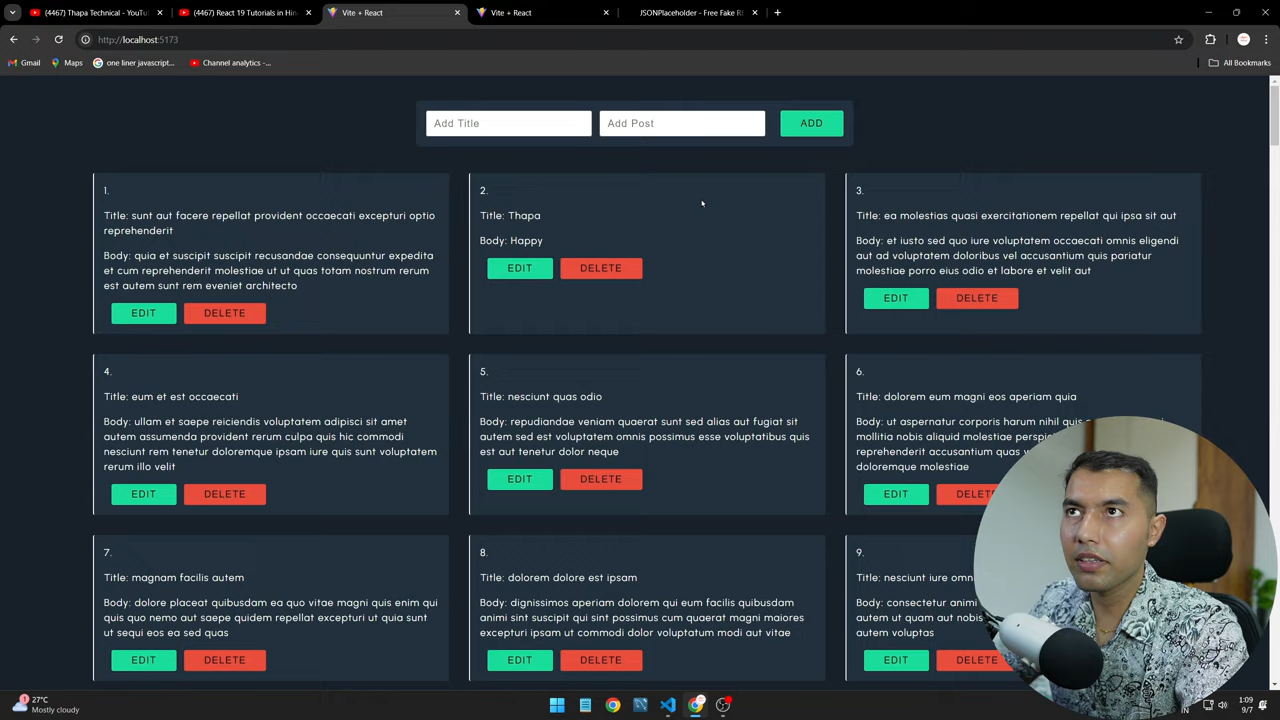 (4467) Thapa Technical - YouTu
(4467) React 19 Tutorials in Hin
Vite + React
Vite + React
JSONPlaceholder - Free Fake RE
http://localhost:5173
Gmail
Maps
one liner javascript...
Channel analytics -...
All Bookmarks
Add Title
Add Post
ADD
1.
Title: sunt aut facere repellat provident occaecati excepturi optio
reprehenderit
Body: quia et suscipit suscipit recusandae consequuntur expedita
et cum reprehenderit molestiae ut ut quas totam nostrum rerum
est autem sunt rem eveniet architecto
EDIT
DELETE
2.
Title: Thapa
Body: Happy
EDIT
DELETE
3.
Title: ea molestias quasi exercitationem repellat qui ipsa sit aut
Body: et iusto sed quo iure voluptatem occaecati omnis eligendi
aut ad voluptatem doloribus vel accusantium quis pariatur
molestiae porro eius odio et labore et velit aut
EDIT
DELETE
4.
Title: eum et est occaecati
Body: ullam et saepe reiciendis voluptatem adipisci sit amet
autem assumenda provident rerum culpa quis hic commodi
nesciunt rem tenetur doloremque ipsam iure quis sunt voluptatem
rerum illo velit
EDIT
DELETE
5.
Title: nesciunt quas odio
Body: repudiandae veniam quaerat sunt sed alias aut fugiat sit
autem sed est voluptatem omnis possimus esse voluptatibus quis
est aut tenetur dolor neque
EDIT
DELETE
6.
Title: dolorem eum magni eos aperiam quia
Body: ut aspernatur corporis harum nihil quis
mollitia nobis aliquid molestiae
reprehenderit accusantium quas
doloremque molestiae
EDIT
DELETE
7.
Title: magnam facilis autem
Body: dolore placeat quibusdam ea quo vitae magni quis enim qui
quis quo nemo aut saepe quidem repellat excepturi ut quia sunt
ut sequi eos ea sed quas
EDIT
DELETE
8.
Title: dolorem dolore est ipsam
Body: dignissimos aperiam dolorem qui eum facilis quibusdam
animi sint suscipit qui sint possimus cum quaerat magni maiores
excepturi ipsam ut commodi dolor voluptatum modi aut vitae
EDIT
DELETE
9.
Title: nesciunt iure omn
Body: consectetur animi
ut quam aut nobis
autem voluptas
EDIT
DELETE
27°C
Mostly cloudy
1:09
9/7